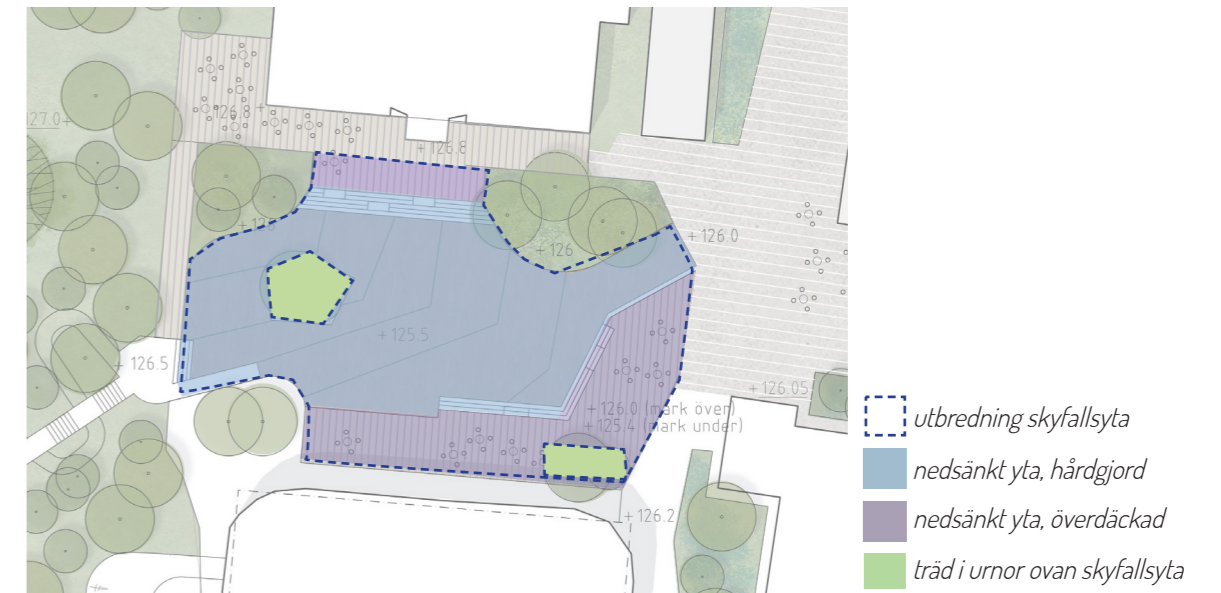 127.0+
126.8 +
+ 126.8
+ 126
+ 126
+ 126.0
+ 125.5
+ 126.5
+ 126.05
+ 126.0 (mark över)
+ 125.4 (mark under)
+ 126.2
utbredning skyfallsyta
nedsänkt yta, hårdgjord
nedsänkt yta, överdäckad
träd i urnor ovan skyfallsyta